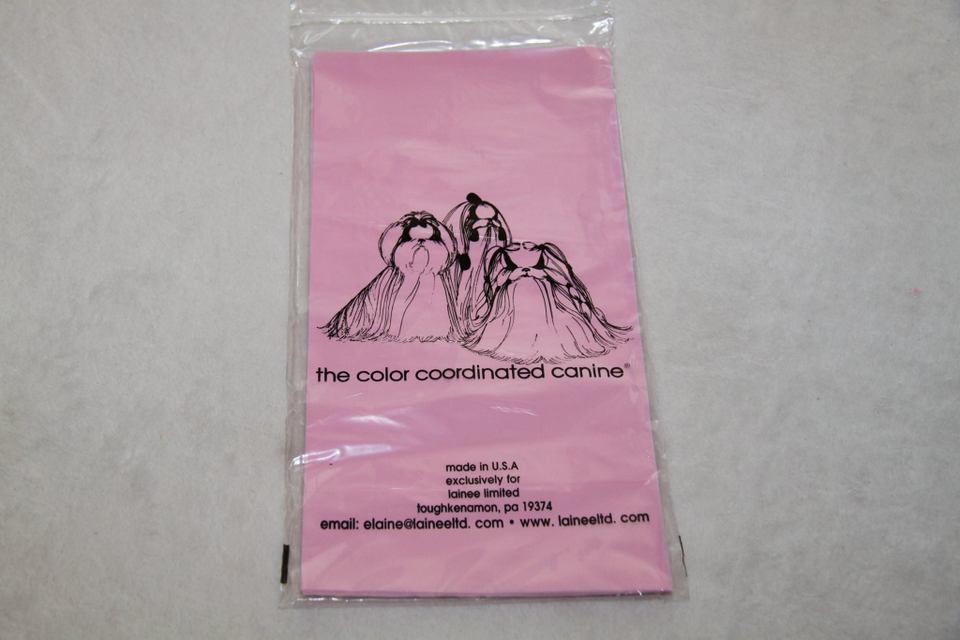 the color coordinated canine®
made in U.S.A
exclusively for
lainee limited
toughkenamon, pa 19374
email: elaine@laineeltd. com • www. laineeltd. com